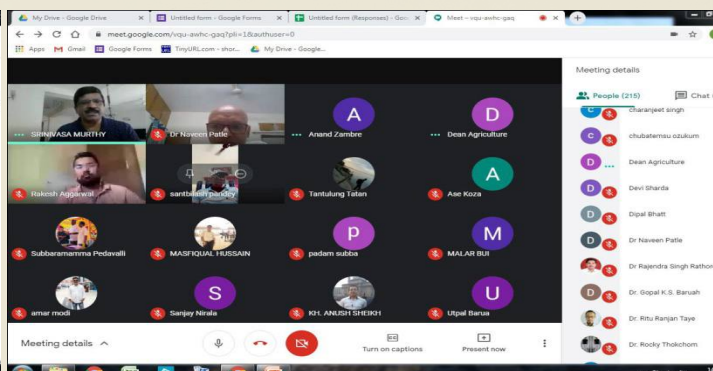 My Drive - Google Drive
Untitled form - Google Forms
Untitled form (Responses) - Goo
Meet – vqu-awhc-gaq
meet.google.com/vqu-awhc-gaq?pli=1&authuser=0
Apps
Gmail
Google Forms
TinyURL.com - shor...
My Drive - Google...
Meeting details
People (215)
Chat
SRINIVASA MURTHY
Dr Naveen Patle
A
Anand Zambre
D
Dean Agriculture
Rakesh Aggarwal
santbilash pandey
Tantulung Tatan
A
Ase Koza
Subbaramamma Pedavalli
MASFIQUAL HUSSAIN
p
padam subba
M
MALAR BUI
amar modi
S
Sanjay Nirala
KH. ANUSH SHEIKH
U
Utpal Barua
C
charanjeet singh
C
chubatemsu ozukum
D
Dean Agriculture
D
Devi Sharda
D
Dipal Bhatt
D
Dr Naveen Patle
Dr Rajendra Singh Rathor
D
Dr. Gopal K.S. Baruah
Dr. Ritu Ranjan Taye
Dr. Rocky Thokchom
Meeting details
Turn on captions
Present now